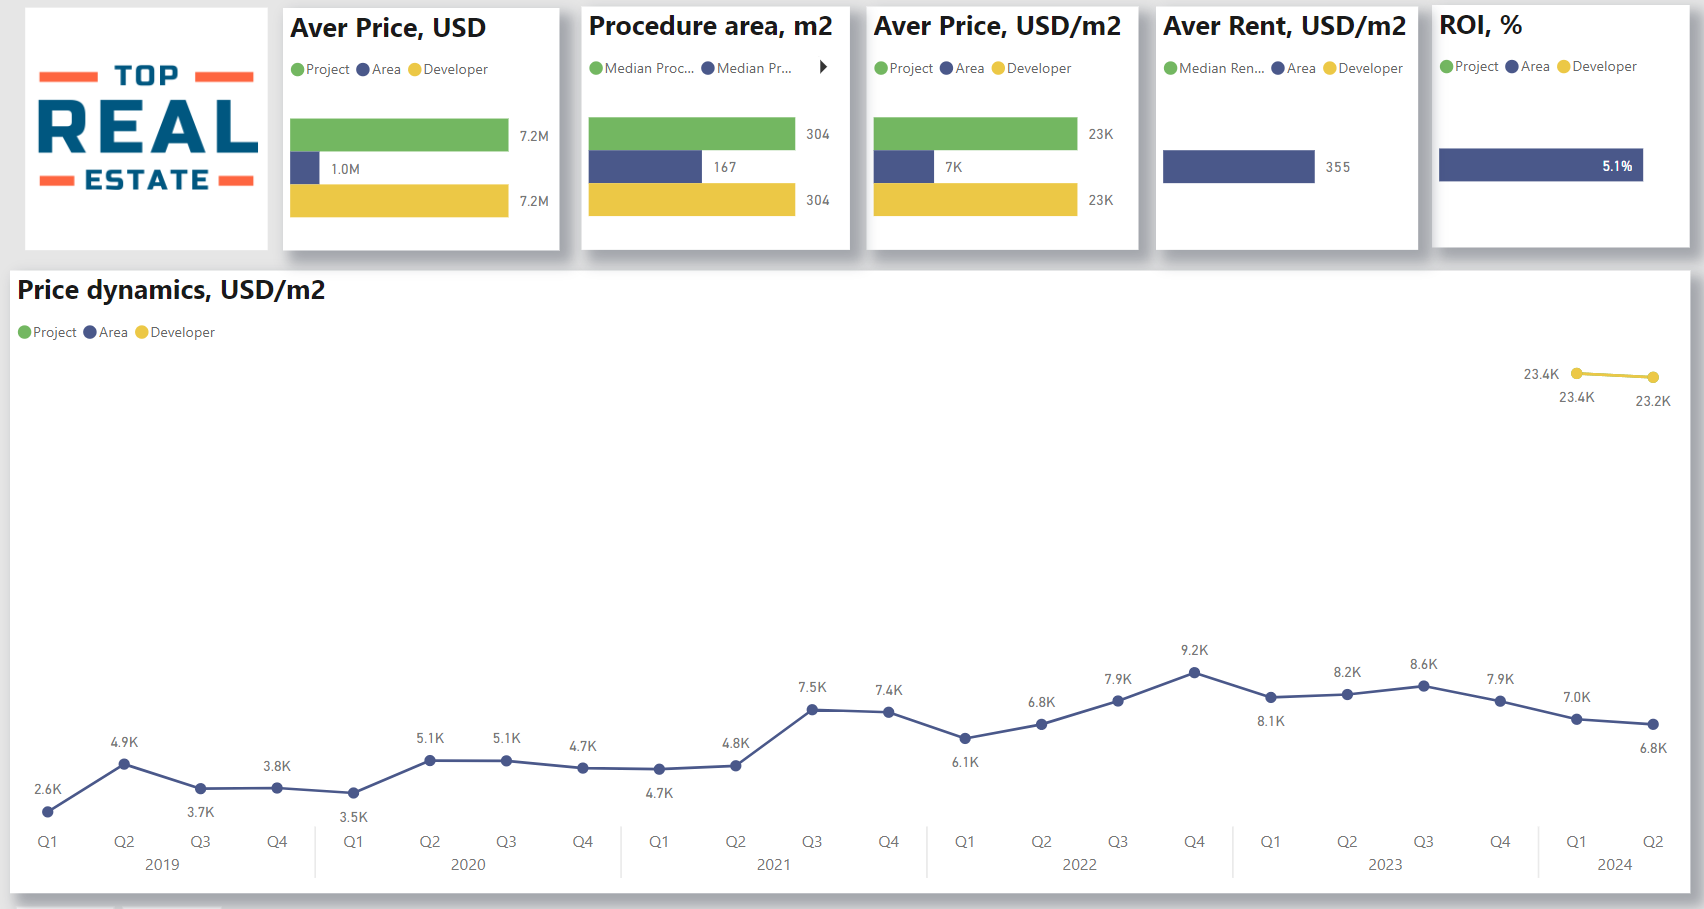 TOP
REAL
ESTATE
Aver Price, USD
Project Area Developer
7.2M
1.0M
7.2M
Procedure area, m2
Median Proc... Median Pr...
304
167
304
Aver Price, USD/m2
Project Area Developer
23K
7K
23K
Aver Rent, USD/m2
Median Ren... Area Developer
355
ROI, %
Project Area Developer
5.1%
Price dynamics, USD/m2
Project Area Developer
23.4K
23.4K
23.2K
2.6K
4.9K
3.7K
3.8K
3.5K
5.1K
5.1K
4.7K
4.7K
4.8K
7.5K
7.4K
6.1K
6.8K
7.9K
9.2K
8.1K
8.2K
8.6K
7.9K
7.0K
6.8K
Q1 Q2 Q3 Q4 Q1 Q2 Q3 Q4 Q1 Q2 Q3 Q4 Q1 Q2 Q3 Q4 Q1 Q2 Q3 Q4 Q1 Q2
2019 2020 2021 2022 2023 2024